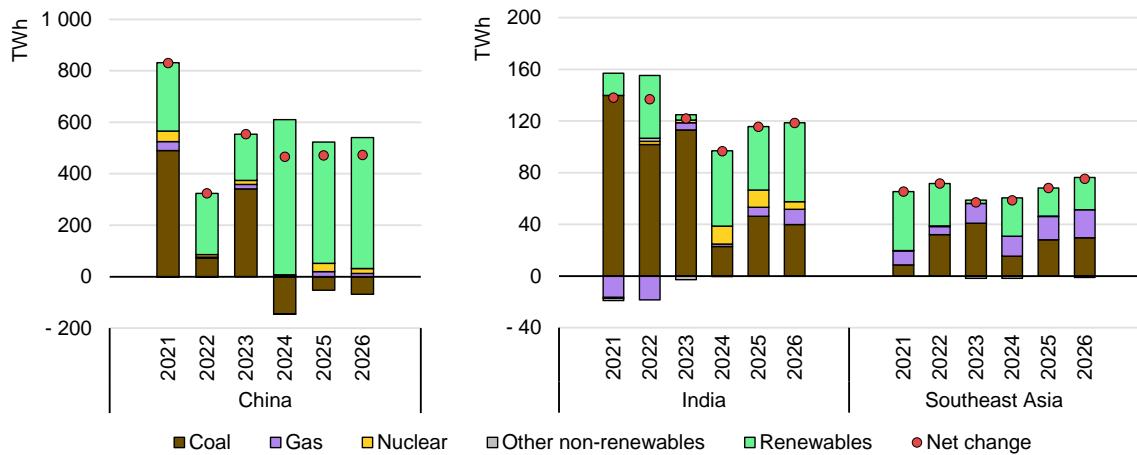 TWh
1 000
800
600
400
200
0
- 200
2021
2022
2023
2024
2025
2026
China
TWh
200
160
120
80
40
0
- 40
2021
2022
2023
2024
2025
2026
India
2021
2022
2023
2024
2025
2026
Southeast Asia
Coal
Gas
Nuclear
Other non-renewables
Renewables
Net change